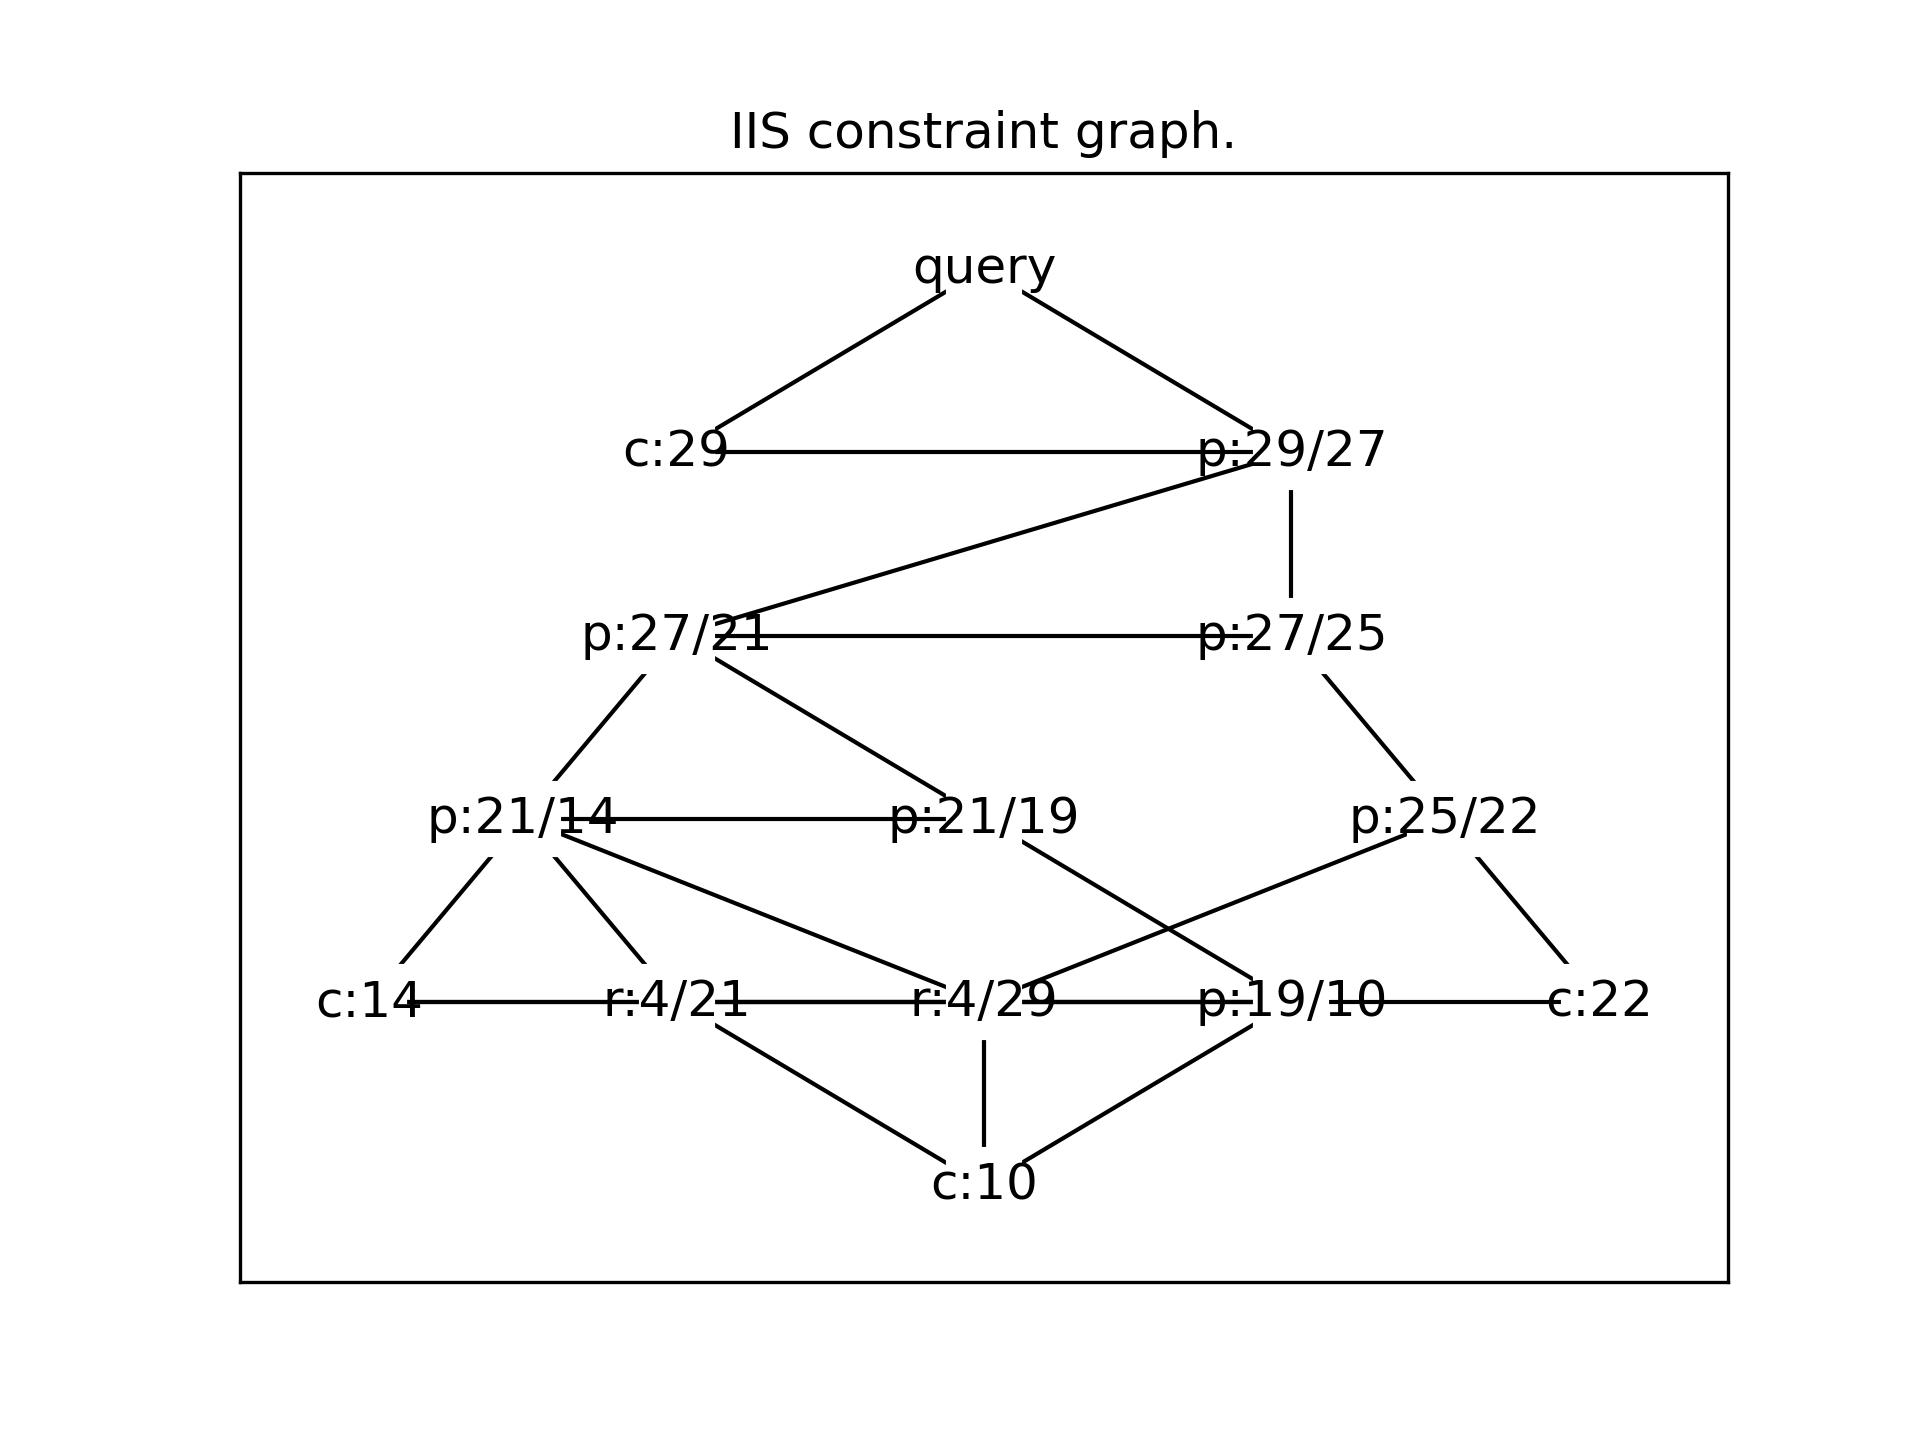 IIS constraint graph.
query
c:29 p:29/27
p:27/21 p:27/25
p:21/14 p:21/19 p:25/22
c:14 r:4/21 r:4/29 p:19/10 c:22
c:10